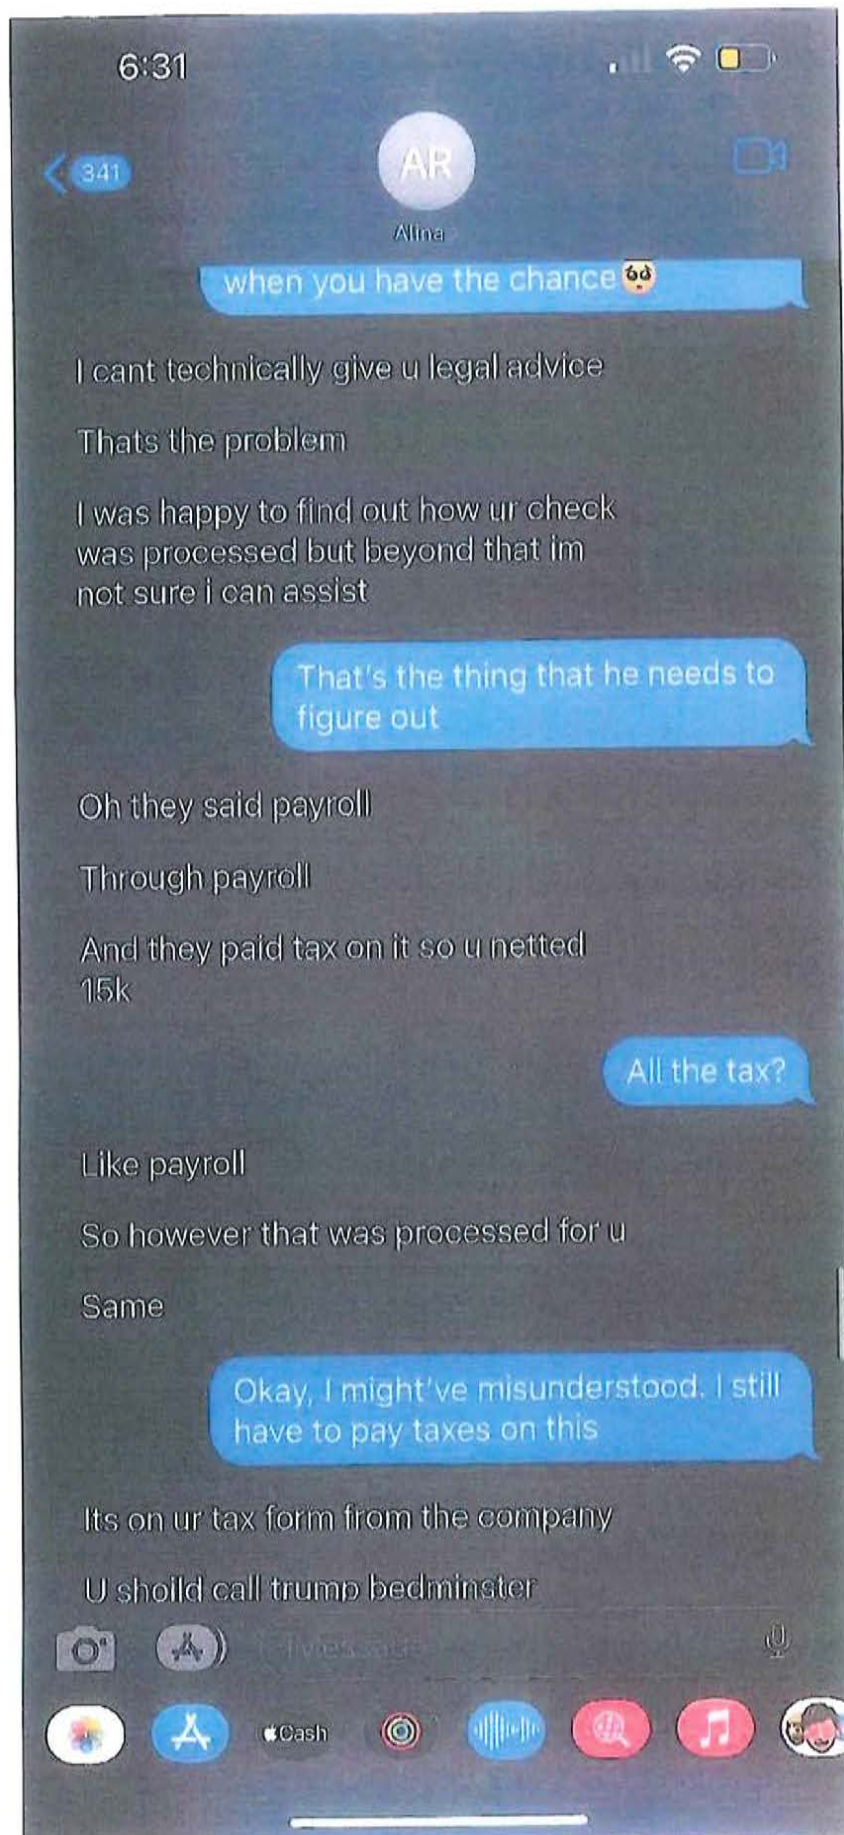 6:31
341
AR
Alina
when you have the chance🥺
I cant technically give u legal advice
Thats the problem
I was happy to find out how ur check
was processed but beyond that im
not sure i can assist
That's the thing that he needs to
figure out
Oh they said payroll
Through payroll
And they paid tax on it so u netted
15k
All the tax?
Like payroll
So however that was processed for u
Same
Okay, I might've misunderstood. I still
have to pay taxes on this
Its on ur tax form from the company
U shoild call trump bedminster
iMessage
Cash